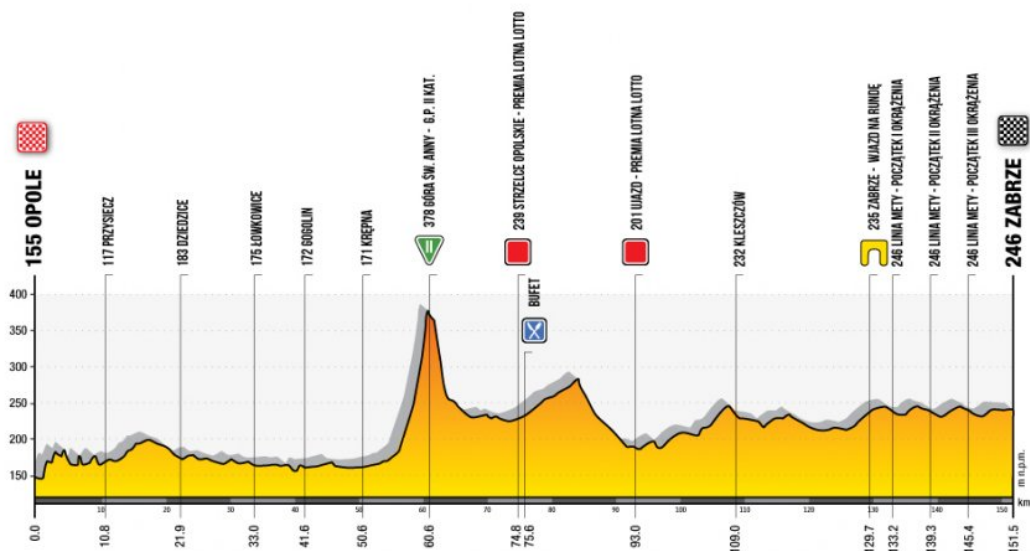 155 OPOLE
117 PRZYSIECZ
183 DZIEDZICE
175 ŁOWKOWICE
172 GOGOLIN
171 KRĘPNA
378 GÓRA ŚW. ANNY - G.P. II KAT.
II
239 STRZELCE OPOLSKIE - PREMIA LOTNA LOTTO
BUFET
201 UJAZD - PREMIA LOTNA LOTTO
232 KLESZCZÓW
235 ZABRZE - WJAZD NA RUNDĘ
246 LINIA METY - POCZĄTEK I OKRĄŻENIA
246 LINIA METY - POCZĄTEK II OKRĄŻENIA
246 LINIA METY - POCZĄTEK III OKRĄŻENIA
246 ZABRZE
400
350
300
250
200
150
m n.p.m.
10 20 30 40 50 60 70 80 90 100 110 120 130 140 150 km
0.0 10.8 21.9 33.0 41.6 50.6 60.6 74.8 75.6 93.0 109.0 129.7 133.2 139.3 145.4 151.5